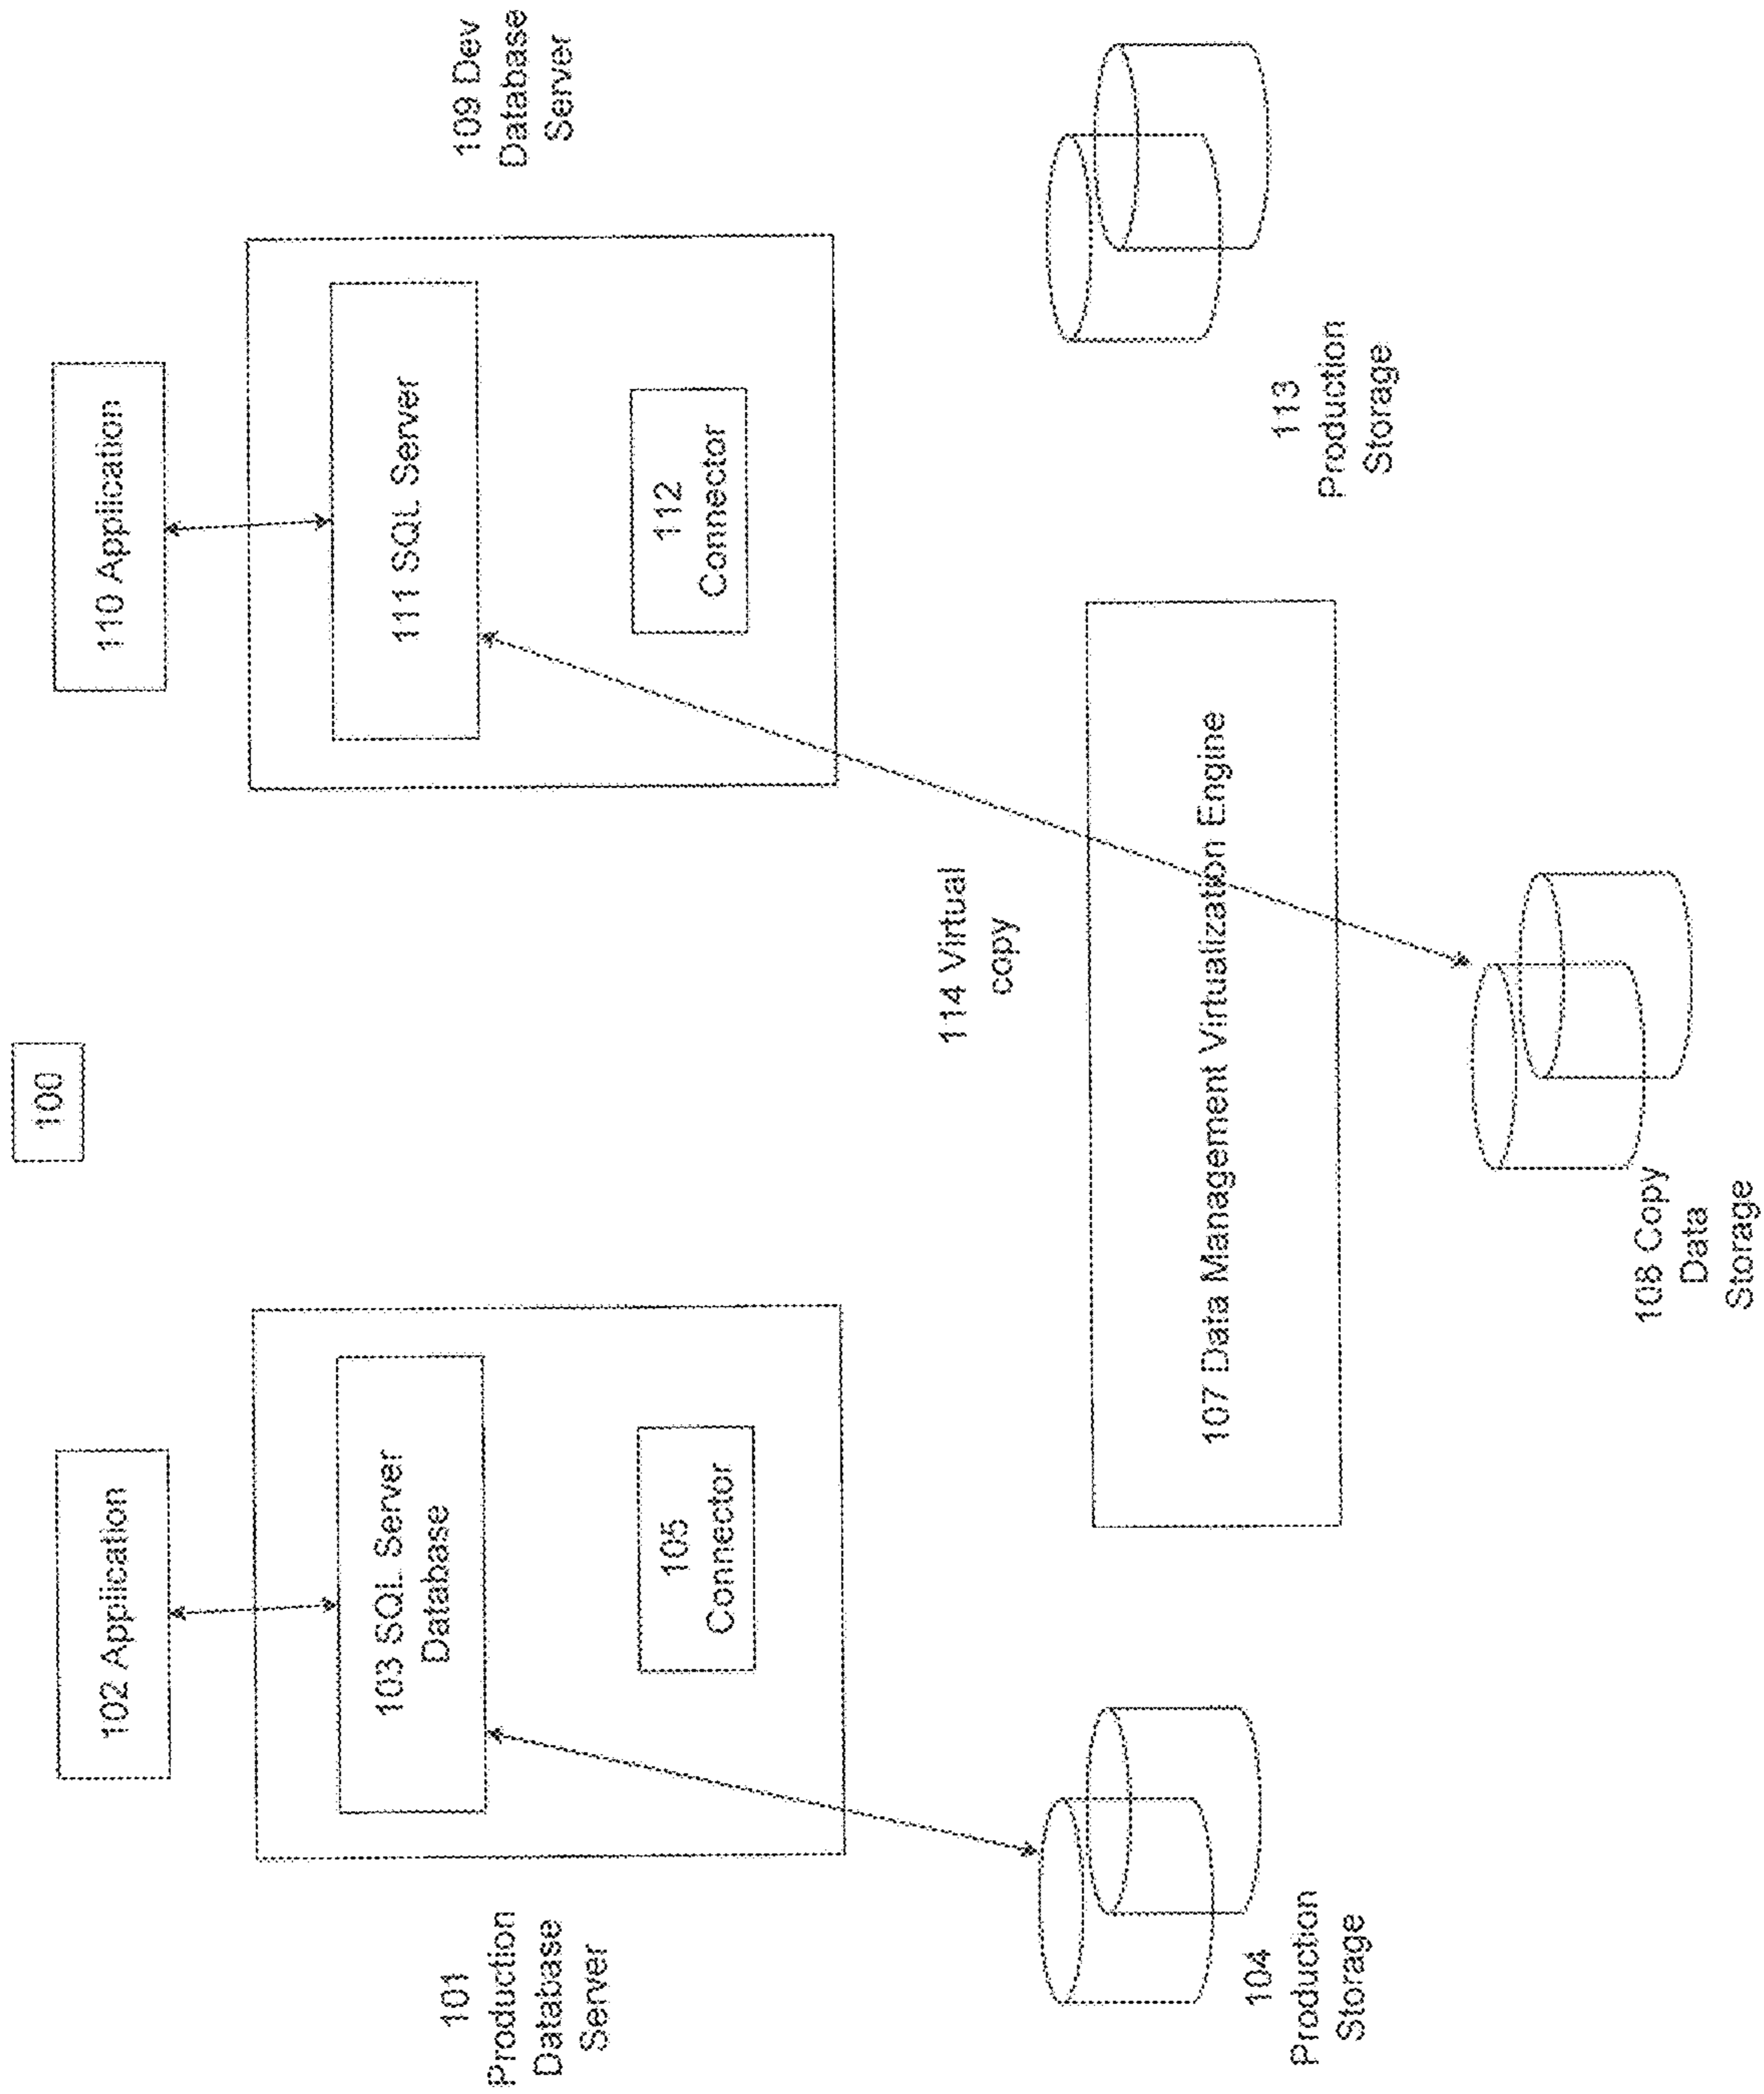 100
102 Application
110 Application
101
Production
Database
Server
103 SQL Server
Database
105
Connector
111 SQL Server
112
Connector
109 Dev
Database
Server
114 Virtual
copy
107 Data Management Virtualization Engine
104
Production
Storage
108 Copy
Data
Storage
113
Production
Storage